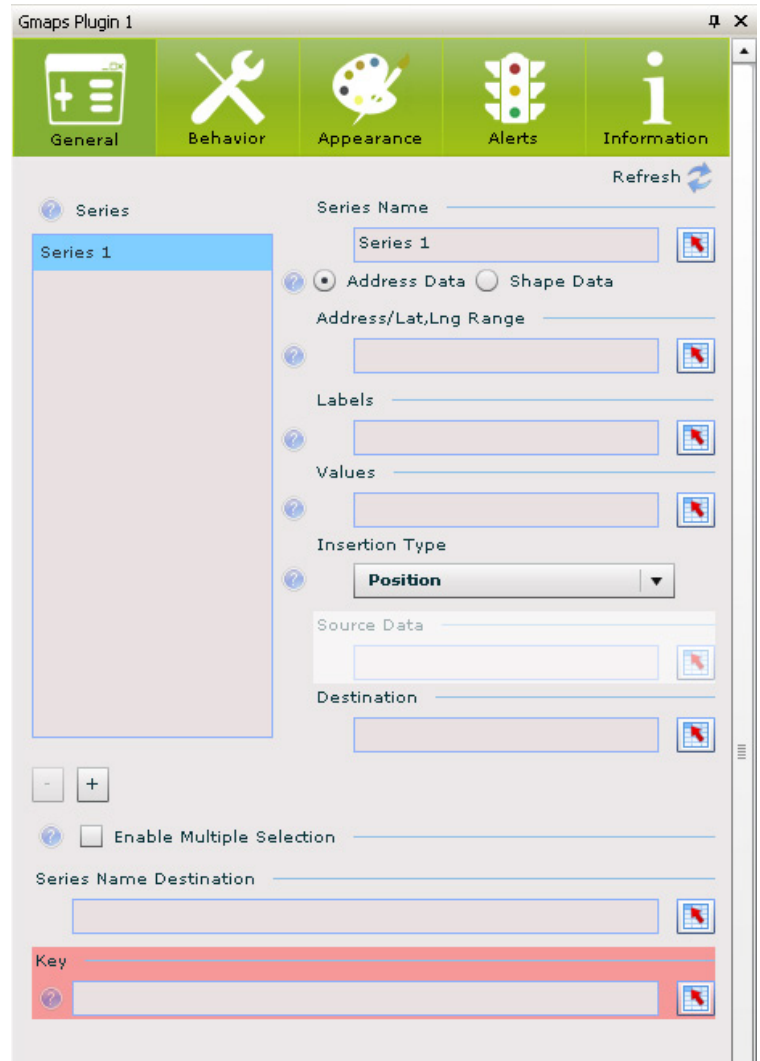 Gmaps Plugin 1
General Behavior Appearance Alerts Information
Refresh
Series
Series Name
Series 1
Series 1
Address Data Shape Data
Address/Lat,Lng Range
Labels
Values
Insertion Type
Position
Source Data
Destination
- +
Enable Multiple Selection
Series Name Destination
Key